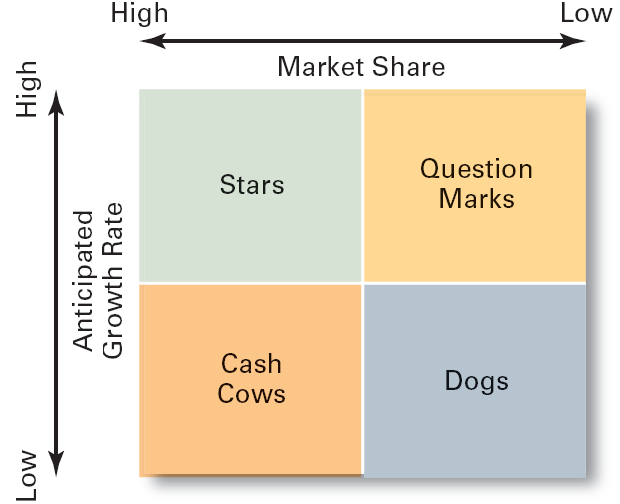 High
Low
Market Share
High
Anticipated
Growth Rate
Low
Stars
Question
Marks
Cash
Cows
Dogs